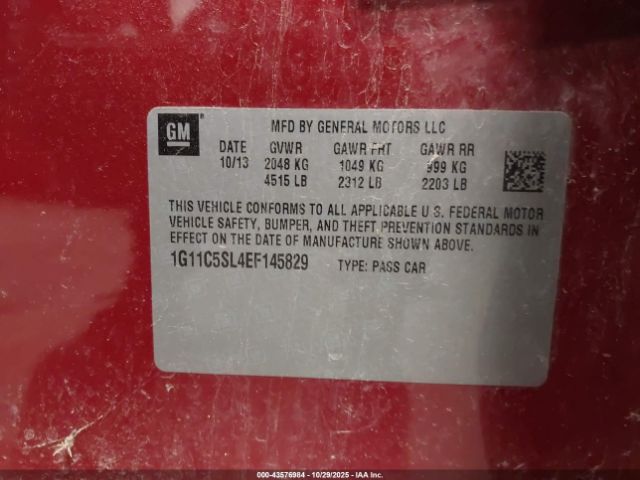 GM
MFD BY GENERAL MOTORS LLC
DATE GVWR GAWR FRT GAWR RR
10/13 2048 KG 1049 KG 999 KG
4515 LB 2312 LB 2203 LB
THIS VEHICLE CONFORMS TO ALL APPLICABLE U.S. FEDERAL MOTOR
VEHICLE SAFETY, BUMPER, AND THEFT PREVENTION STANDARDS IN
EFFECT ON THE DATE OF MANUFACTURE SHOWN ABOVE.
1G11C5SL4EF145829 TYPE: PASS CAR
000-43576984 | 10/29/2025 | IAAI.COM